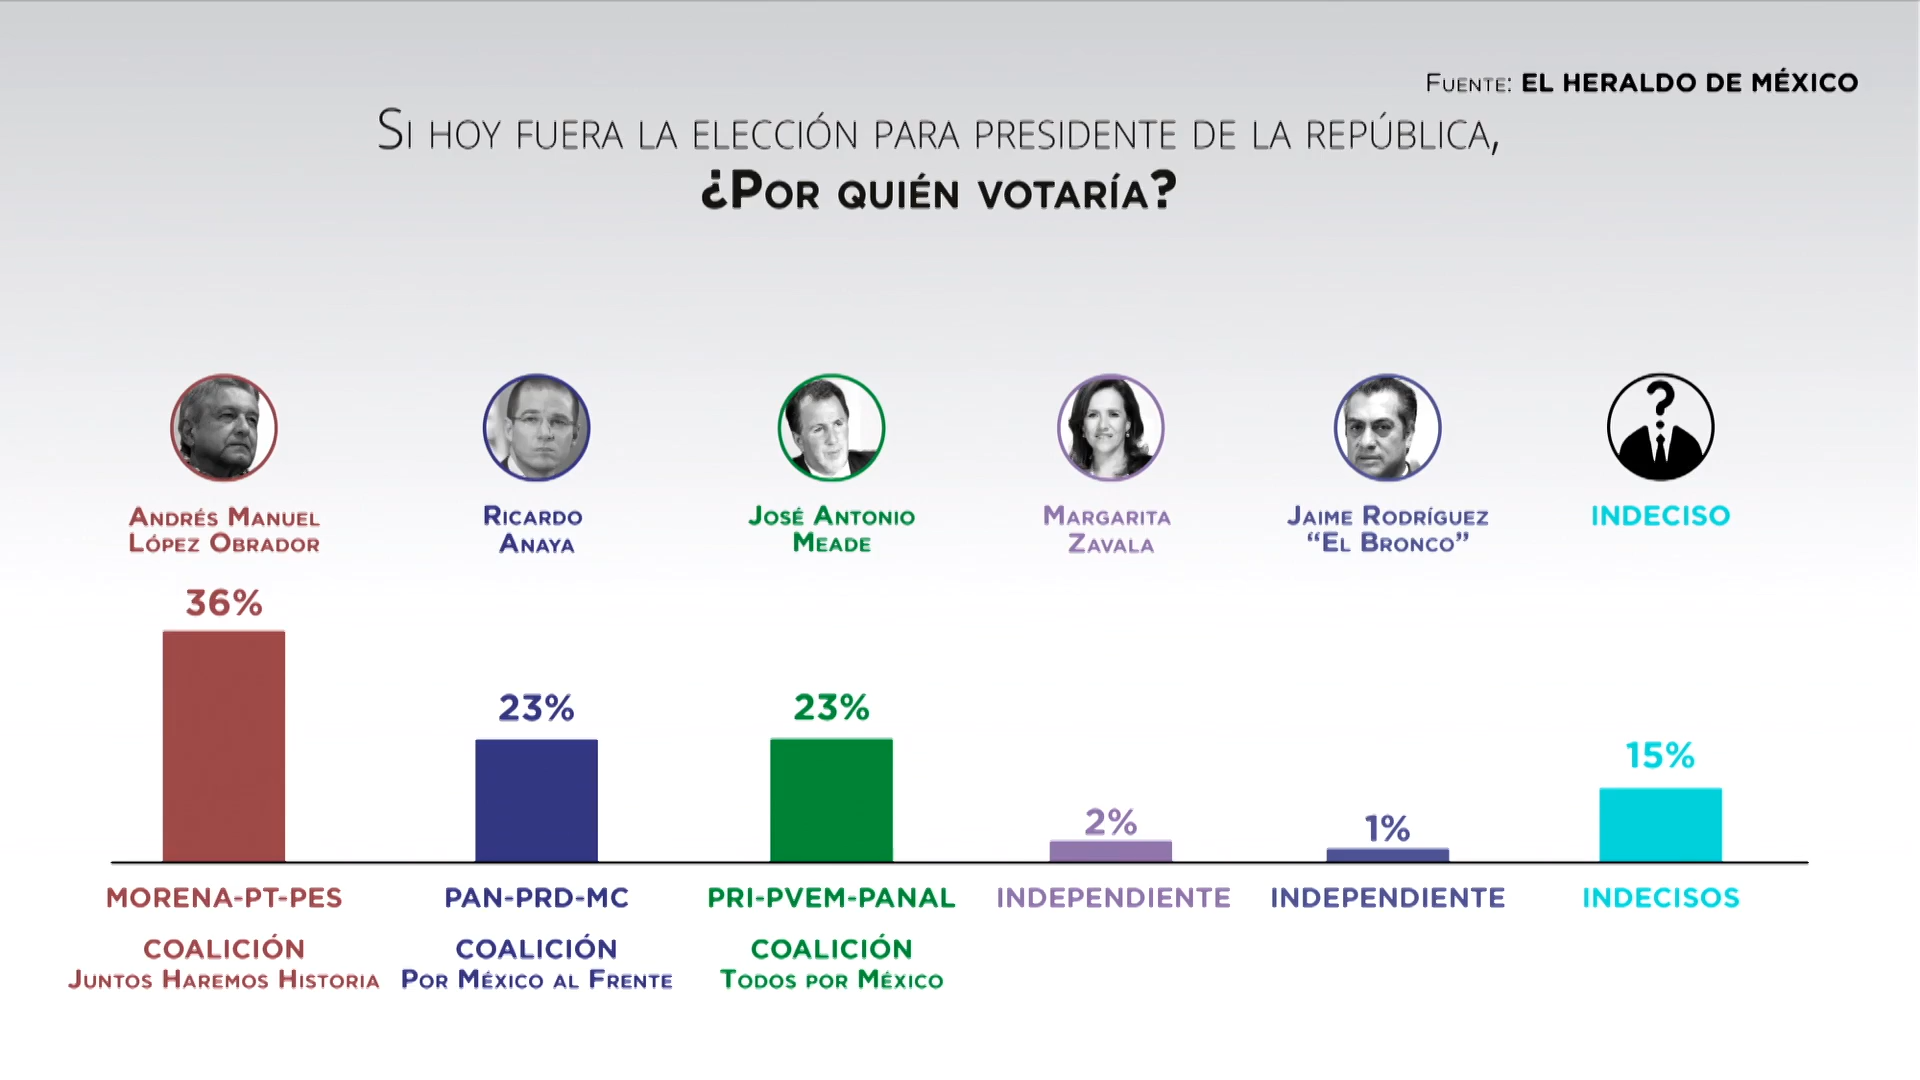 Fuente: EL HERALDO DE MÉXICO
Si hoy fuera la elección para presidente de la república,
¿Por quién votaría?
?
Andrés Manuel
López Obrador
Ricardo
Anaya
José Antonio
Meade
Margarita
Zavala
Jaime Rodríguez
“El Bronco”
INDECISO
36%
23%
23%
2%
1%
15%
MORENA-PT-PES
PAN-PRD-MC
PRI-PVEM-PANAL
INDEPENDIENTE
INDEPENDIENTE
INDECISOS
COALICIÓN
Juntos Haremos Historia
COALICIÓN
Por México al Frente
COALICIÓN
Todos por México